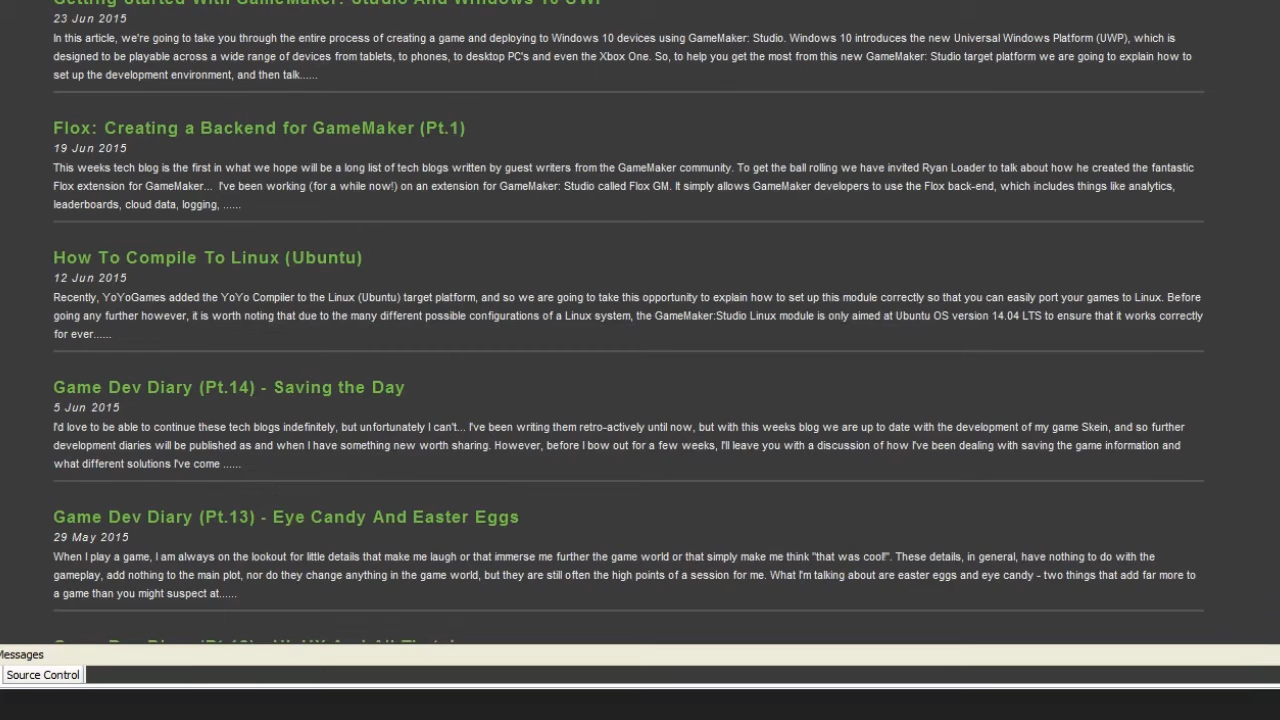 Getting Started With GameMaker: Studio And Windows 10 UWP
23 Jun 2015
In this article, we're going to take you through the entire process of creating a game and deploying to Windows 10 devices using GameMaker: Studio. Windows 10 introduces the new Universal Windows Platform (UWP), which is
designed to be playable across a wide range of devices from tablets, to phones, to desktop PC's and even the Xbox One. So, to help you get the most from this new GameMaker: Studio target platform we are going to explain how to
set up the development environment, and then talk......
Flox: Creating a Backend for GameMaker (Pt.1)
19 Jun 2015
This weeks tech blog is the first in what we hope will be a long list of tech blogs written by guest writers from the GameMaker community. To get the ball rolling we have invited Ryan Loader to talk about how he created the fantastic
Flox extension for GameMaker... I've been working (for a while now!) on an extension for GameMaker: Studio called Flox GM. It simply allows GameMaker developers to use the Flox back-end, which includes things like analytics,
leaderboards, cloud data, logging, ......
How To Compile To Linux (Ubuntu)
12 Jun 2015
Recently, YoYoGames added the YoYo Compiler to the Linux (Ubuntu) target platform, and so we are going to take this opportunity to explain how to set up this module correctly so that you can easily port your games to Linux. Before
going any further however, it is worth noting that due to the many different possible configurations of a Linux system, the GameMaker:Studio Linux module is only aimed at Ubuntu OS version 14.04 LTS to ensure that it works correctly
for ever......
Game Dev Diary (Pt.14) - Saving the Day
5 Jun 2015
I'd love to be able to continue these tech blogs indefinitely, but unfortunately I can't... I've been writing them retro-actively until now, but with this weeks blog we are up to date with the development of my game Skein, and so further
development diaries will be published as and when I have something new worth sharing. However, before I bow out for a few weeks, I'll leave you with a discussion of how I've been dealing with saving the game information and
what different solutions I've come ......
Game Dev Diary (Pt.13) - Eye Candy And Easter Eggs
29 May 2015
When I play a game, I am always on the lookout for little details that make me laugh or that immerse me further the game world or that simply make me think "that was cool!". These details, in general, have nothing to do with the
gameplay, add nothing to the main plot, nor do they change anything in the game world, but they are still often the high points of a session for me. What I'm talking about are easter eggs and eye candy - two things that add far more to
a game than you might suspect at......
Messages
Source Control